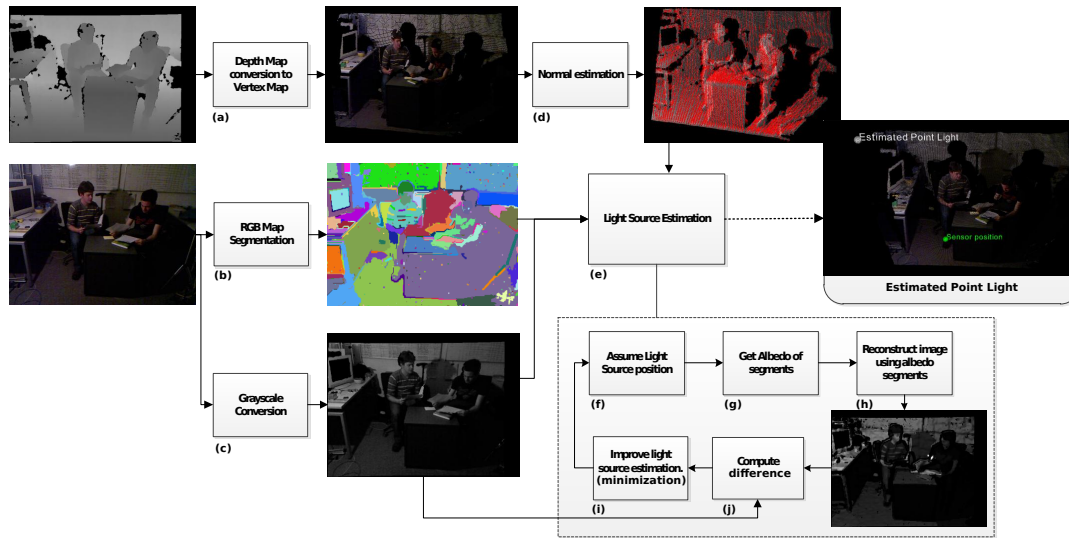 Depth Map
conversion to
Vertex Map
(a)
Normal estimation
(d)
Estimated Point Light
Sensor position
Estimated Point Light
RGB Map
Segmentation
(b)
Light Source Estimation
(e)
Grayscale
Conversion
(c)
Assume Light
Source position
(f)
Get Albedo of
segments
(g)
Reconstruct image
using albedo
segments
(h)
Improve light
source estimation.
(minimization)
(i)
Compute
difference
(j)